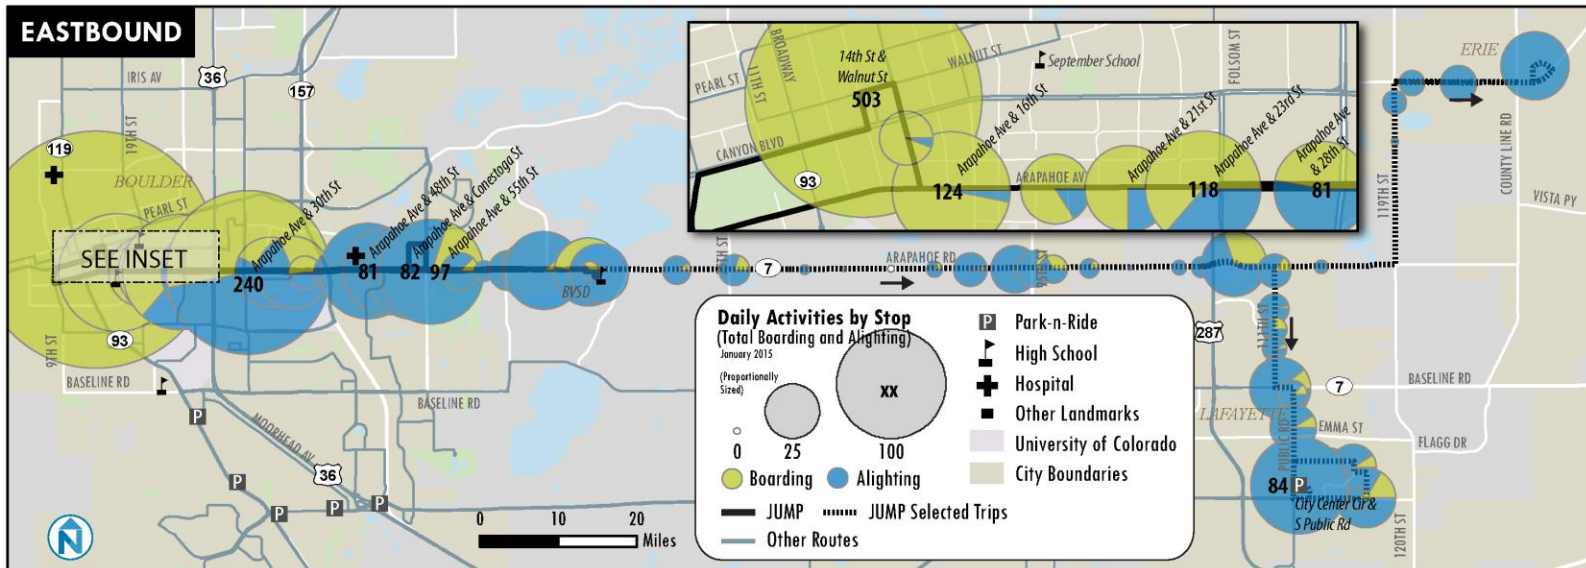 EASTBOUND
36
IRIS AV
157
119
19TH ST
BOULDER
PEARL ST
SEE INSET
93
9TH ST
BASELINE RD
Arapahoe Ave & 30th St
240
Arapahoe Ave & 48th St
81
Arapahoe Ave & Conestoga St
82
Arapahoe Ave & 55th St
97
BVSD
BASELINE RD
MOORHEAD AV
36
P
P
P
P
P
N
0
10
20
Miles
BROADWAY
11TH ST
PEARL ST
14th St &
Walnut St
503
WALNUT ST
September School
FOLSOM ST
CANYON BLVD
93
Arapahoe Ave & 16th St
124
ARAPAHOE AV
Arapahoe Ave & 21st St
Arapahoe Ave & 23rd St
118
Arapahoe Ave
& 28th St
81
ERIE
COUNTY LINE RD
119TH ST
VISTA PY
7
ARAPAHOE RD
95TH ST
287
111TH ST
7
BASELINE RD
LAFAYETTE
PUBLIC RD
EMMA ST
FLAGG DR
84
P
City Center Cir &
S Public Rd
120TH ST
Daily Activities by Stop
(Total Boarding and Alighting)
January 2015
(Proportionally
Sized)
XX
0
25
100
Boarding
Alighting
JUMP
JUMP Selected Trips
Other Routes
P
Park-n-Ride
High School
Hospital
Other Landmarks
University of Colorado
City Boundaries